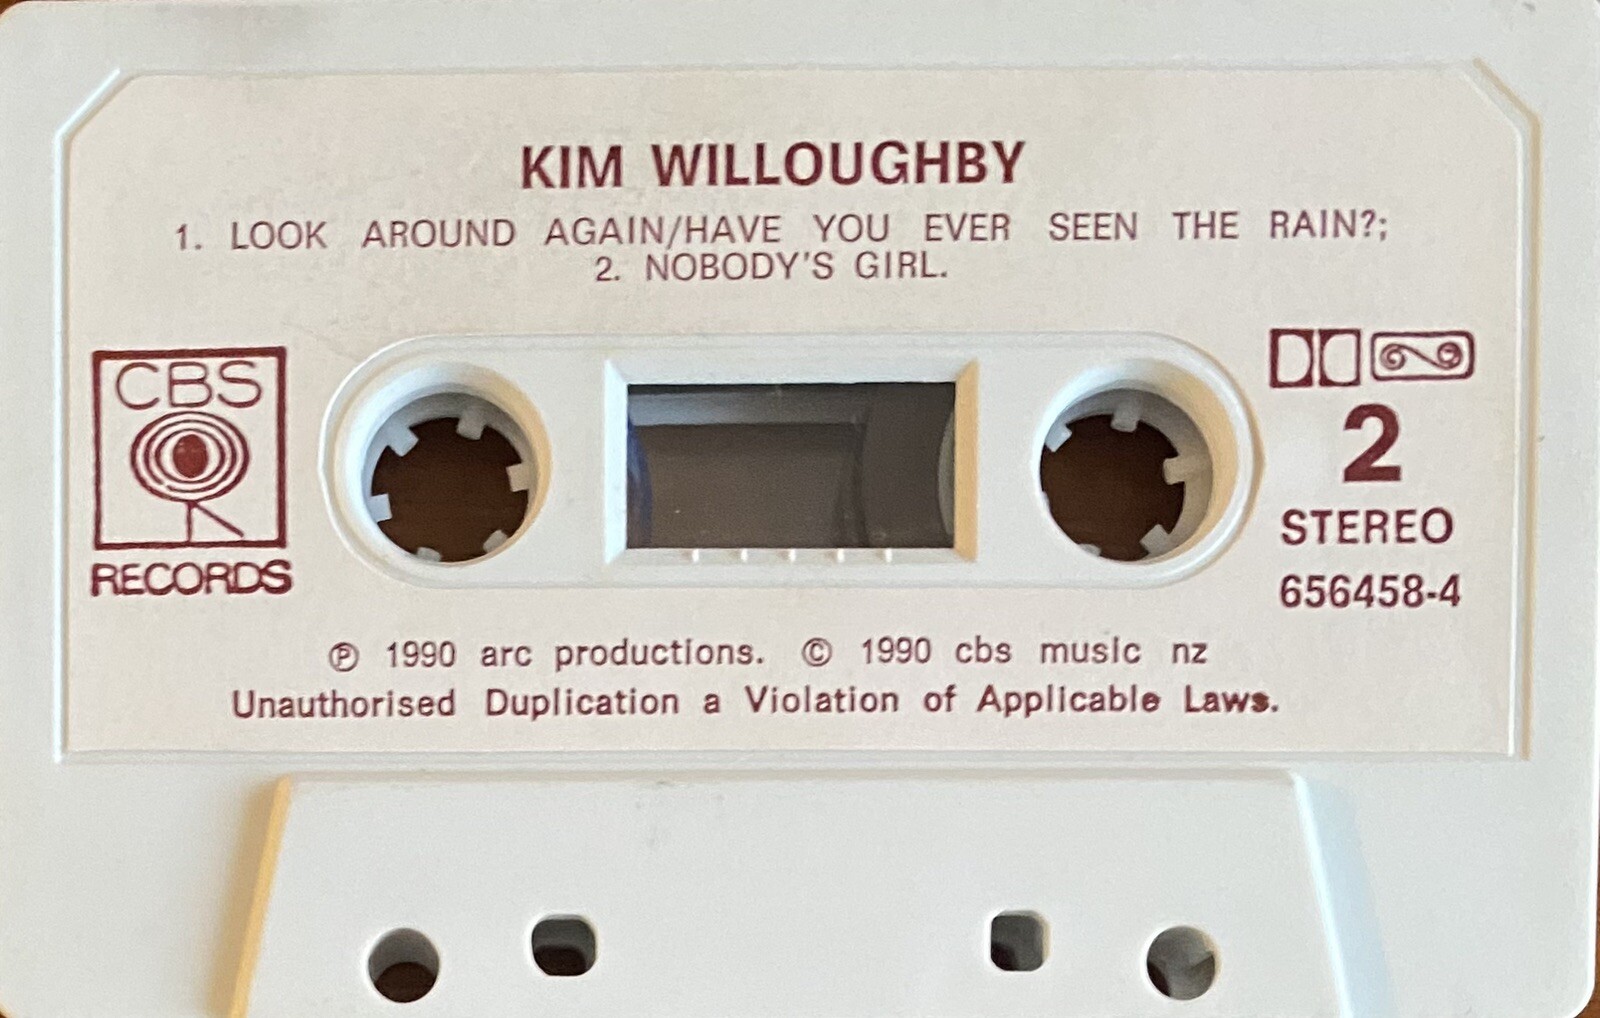 KIM WILLOUGHBY
1. LOOK AROUND AGAIN/HAVE YOU EVER SEEN THE RAIN?;
2. NOBODY'S GIRL.
CBS
RECORDS
2
STEREO
656458-4
℗ 1990 arc productions. © 1990 cbs music nz
Unauthorised Duplication a Violation of Applicable Laws.